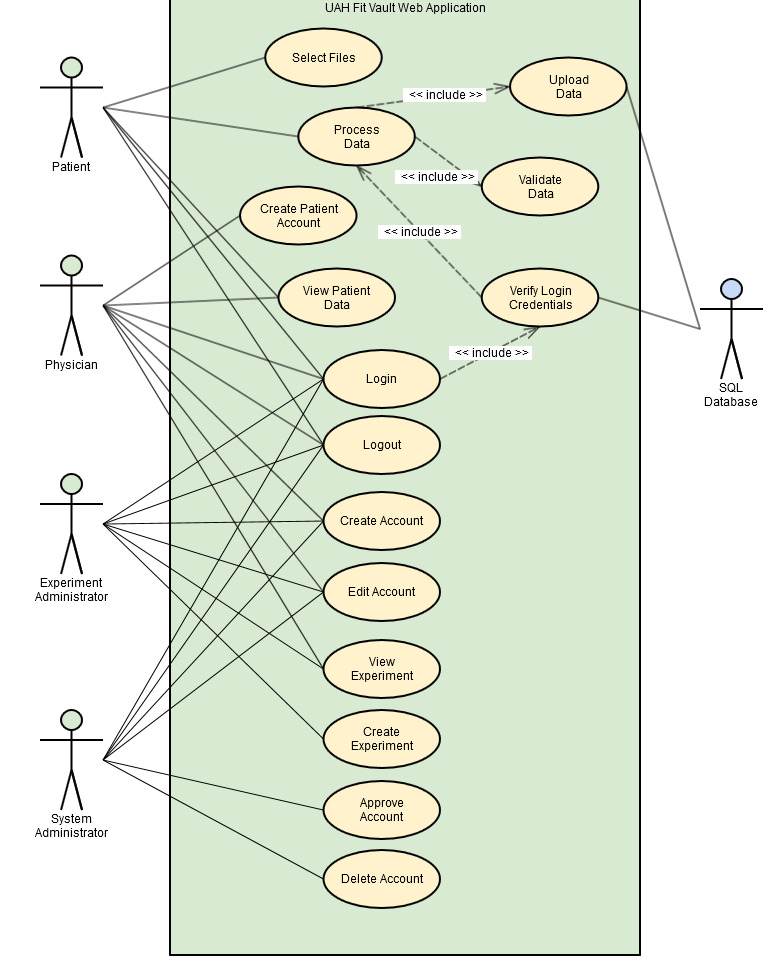 UAH Fit Vault Web Application
Select Files
Upload
Data
<< include >>
Process
Data
Patient
Validate
Data
<< include >>
Create Patient
Account
<< include >>
View Patient
Data
Verify Login
Credentials
Physician
<< include >>
Login
SQL
Database
Logout
Create Account
Experiment
Administrator
Edit Account
View
Experiment
Create
Experiment
Approve
Account
System
Administrator
Delete Account